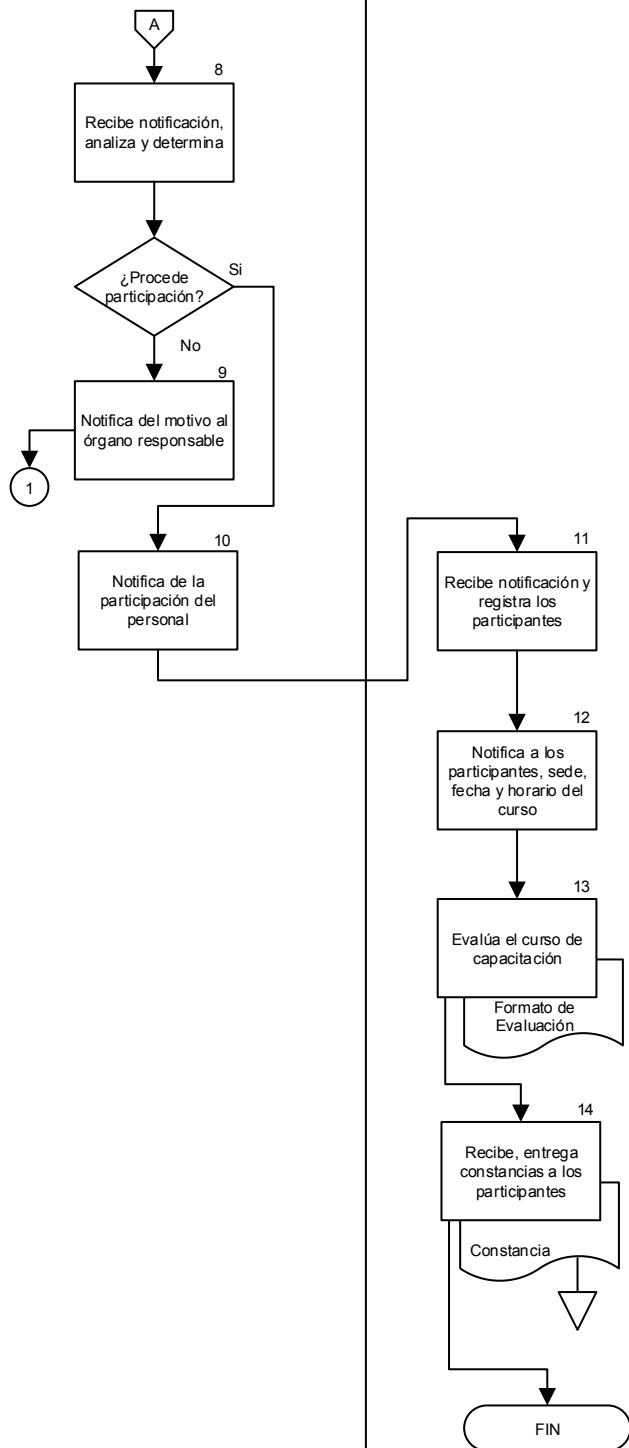 A
8
Recibe notificación,
analiza y determina
¿Procede
participación?
Si
No
9
Notifica del motivo al
órgano responsable
1
10
Notifica de la
participación del
personal
11
Recibe notificación y
registra los
participantes
12
Notifica a los
participantes, sede,
fecha y horario del
curso
13
Evalúa el curso de
capacitación
Formato de
Evaluación
14
Recibe, entrega
constancias a los
participantes
Constancia
FIN